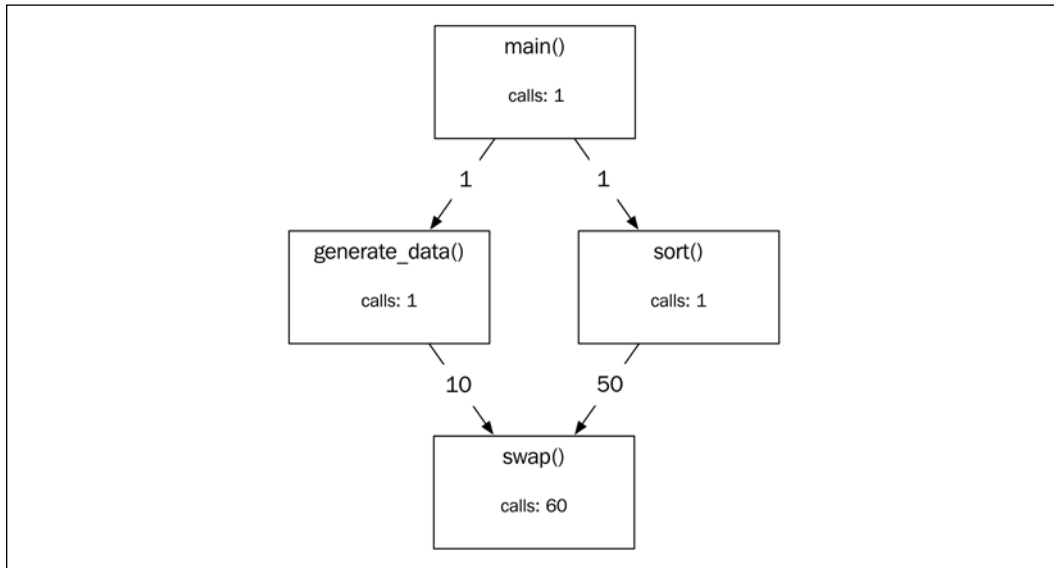 main()
calls: 1
1
1
generate_data()
calls: 1
sort()
calls: 1
10
50
swap()
calls: 60